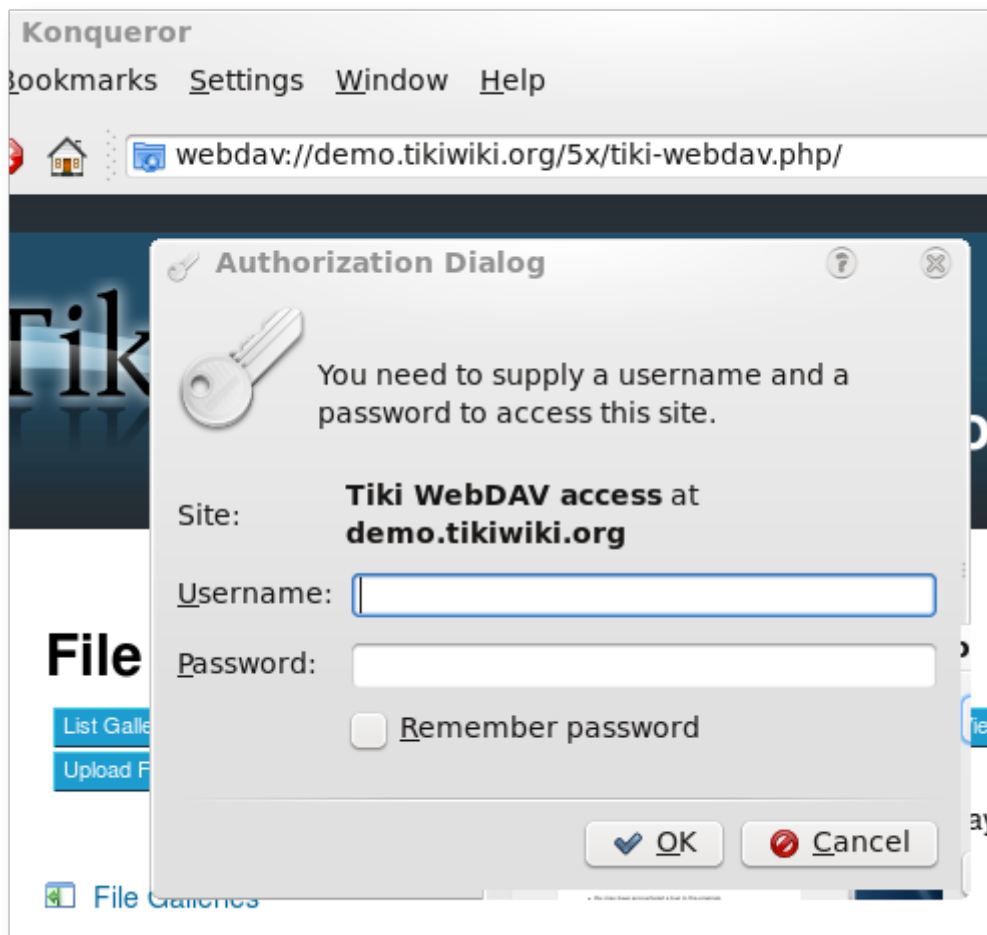 Konqueror
Bookmarks Settings Window Help
webdav://demo.tikiwiki.org/5x/tiki-webdav.php/
Tik
Authorization Dialog
You need to supply a username and a
password to access this site.
Site:
Tiki WebDAV access at
demo.tikiwiki.org
Username:
Password:
Remember password
File
List Galle
Upload F
OK Cancel
File Galleries